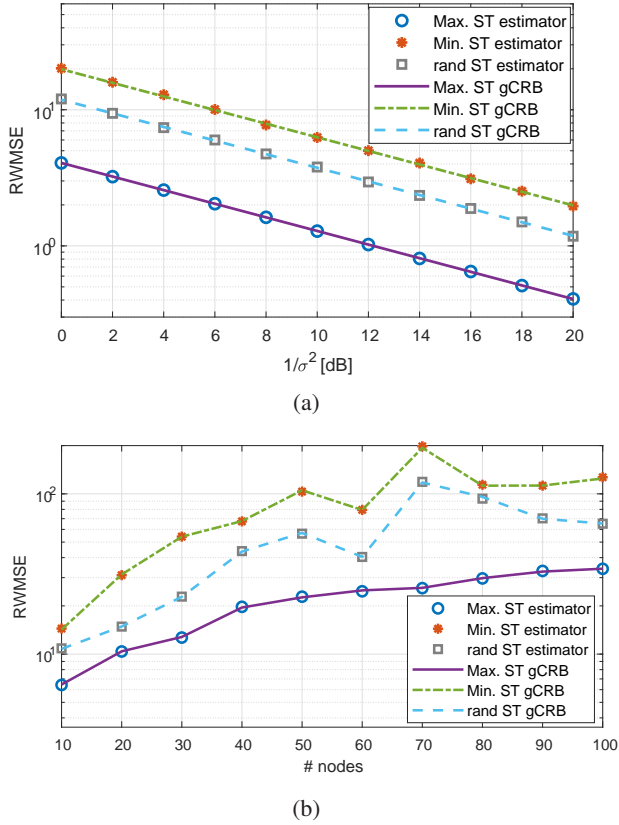 Max. ST estimator
Min. ST estimator
rand ST estimator
Max. ST gCRB
Min. ST gCRB
rand ST gCRB
RWMSE
10^1
10^0
0 2 4 6 8 10 12 14 16 18 20
1/σ^2 [dB]
(a)
RWMSE
10^2
10^1
Max. ST estimator
Min. ST estimator
rand ST estimator
Max. ST gCRB
Min. ST gCRB
rand ST gCRB
10 20 30 40 50 60 70 80 90 100
# nodes
(b)